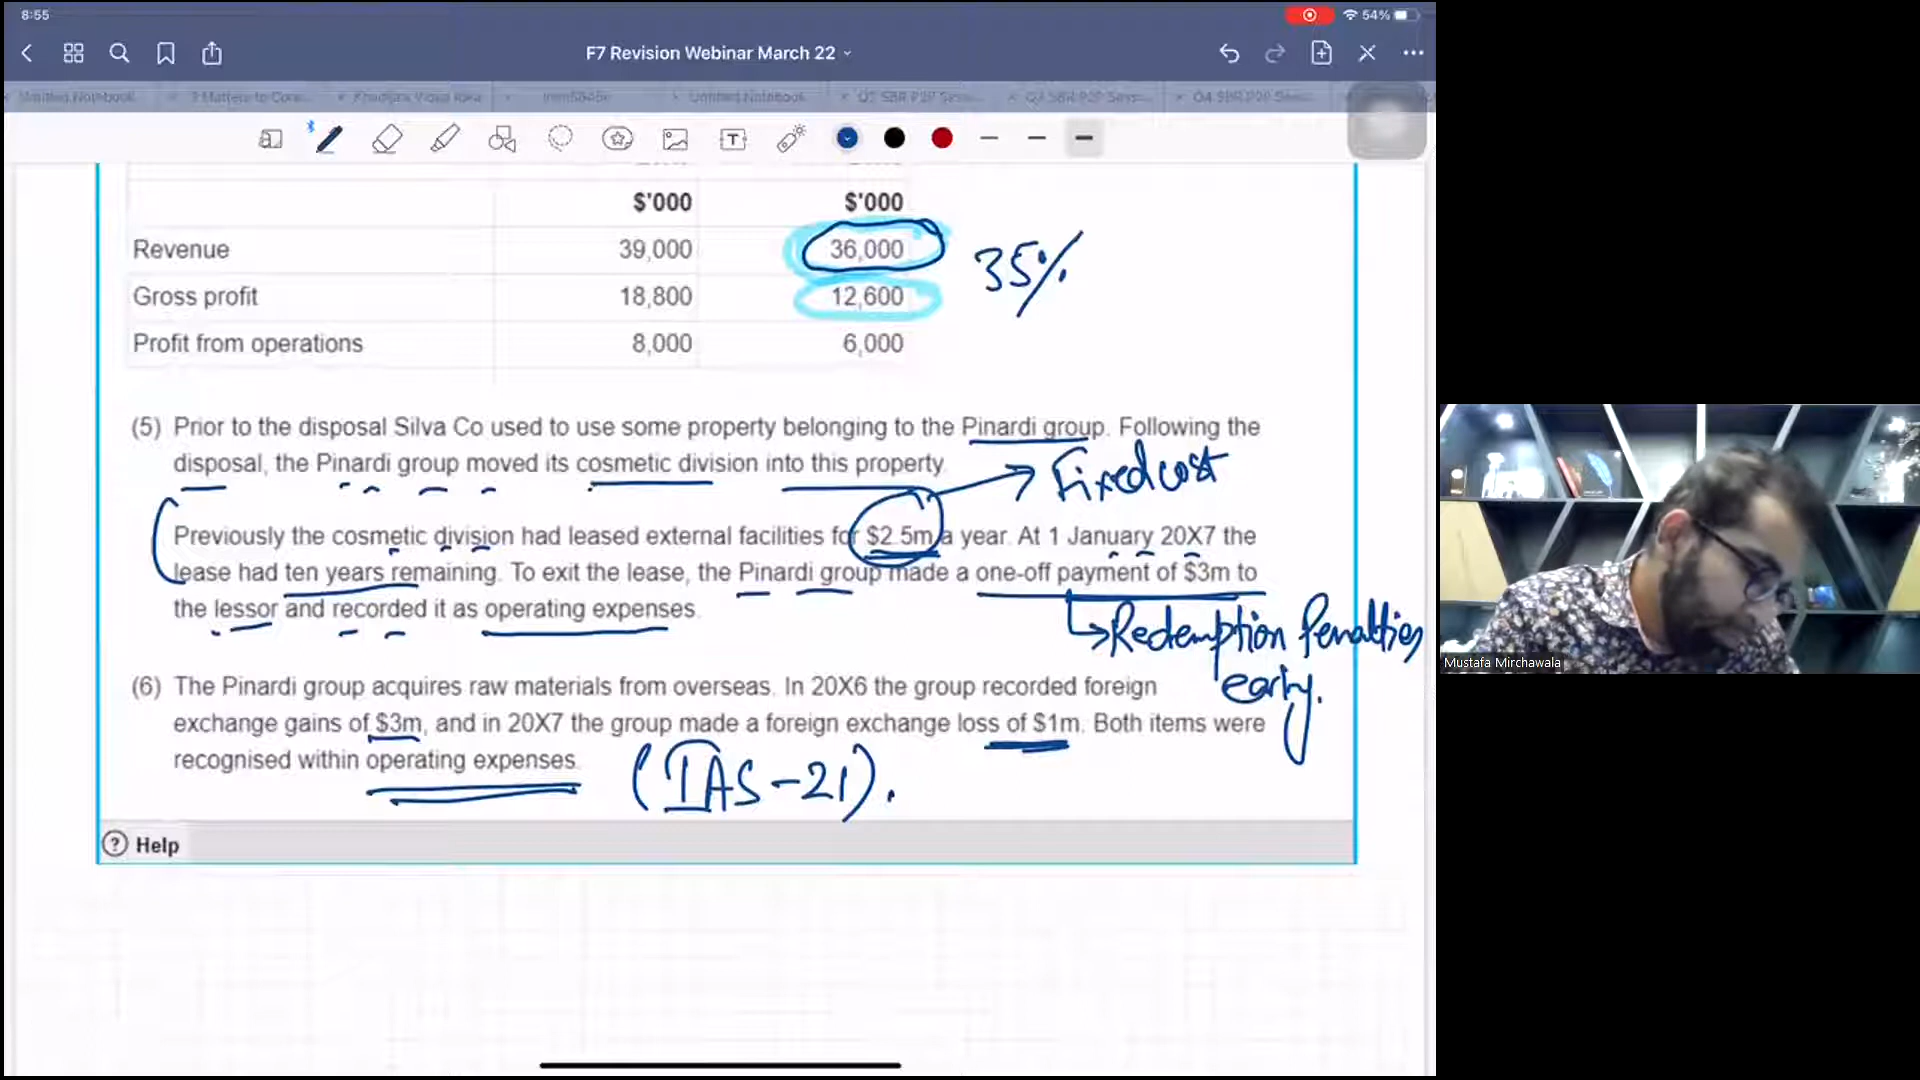 8:55
54%
F7 Revision Webinar March 22
Untitled Notebook
Untitled Notebook
$'000 $'000
Revenue 39,000 36,000 35%
Gross profit 18,800 12,600
Profit from operations 8,000 6,000
(5) Prior to the disposal Silva Co used to use some property belonging to the Pinardi group. Following the
disposal, the Pinardi group moved its cosmetic division into this property.
Fixed cost
Previously the cosmetic division had leased external facilities for $2.5m a year. At 1 January 20X7 the
lease had ten years remaining. To exit the lease, the Pinardi group made a one-off payment of $3m to
the lessor and recorded it as operating expenses.
Redemption Penalties
early.
(6) The Pinardi group acquires raw materials from overseas. In 20X6 the group recorded foreign
exchange gains of $3m, and in 20X7 the group made a foreign exchange loss of $1m. Both items were
recognised within operating expenses.
(IAS-21).
? Help
Mustafa Mirchawala